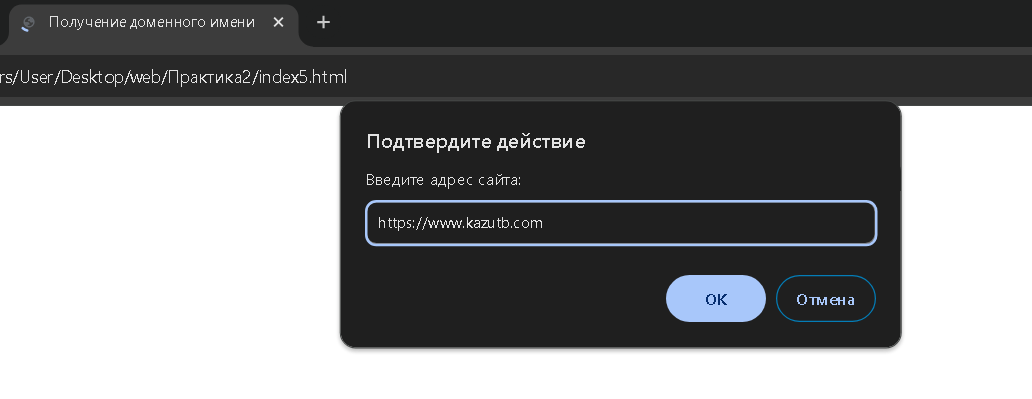 Получение доменного имени
rs/User/Desktop/web/Практика2/index5.html
Подтвердите действие
Введите адрес сайта:
https://www.kazutb.com
ОК Отмена